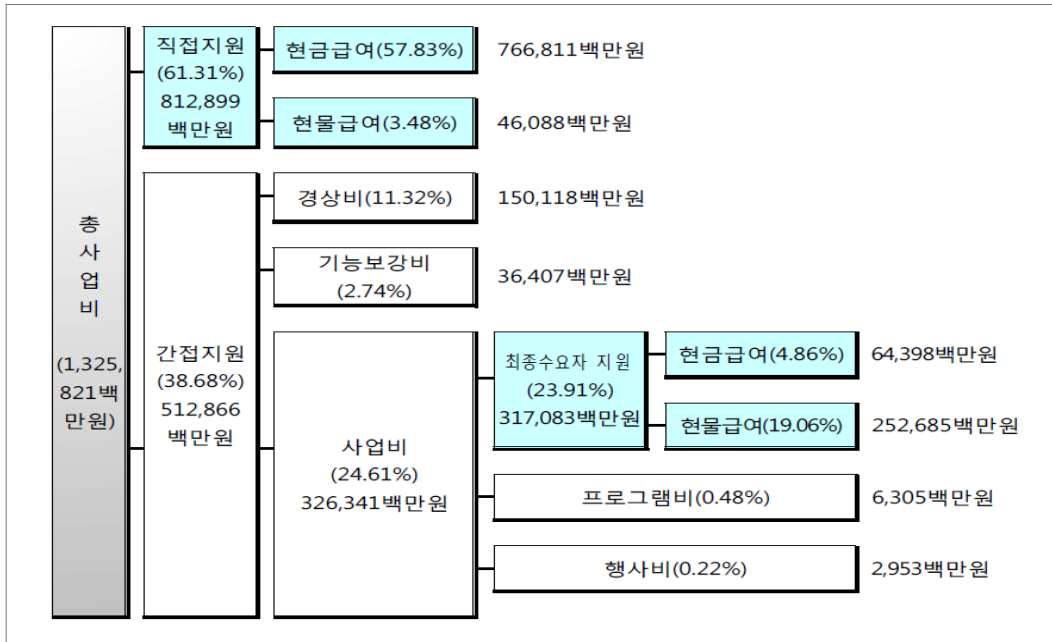 총
사
업
비
(1,325,
821백
만원)
직접지원
(61.31%)
812,899
백만원
현금급여(57.83%)
766,811백만원
현물급여(3.48%)
46,088백만원
간접지원
(38.68%)
512,866
백만원
경상비(11.32%)
150,118백만원
기능보강비
(2.74%)
36,407백만원
사업비
(24.61%)
326,341백만원
최종수요자 지원
(23.91%)
317,083백만원
현금급여(4.86%)
64,398백만원
현물급여(19.06%)
252,685백만원
프로그램비(0.48%)
6,305백만원
행사비(0.22%)
2,953백만원